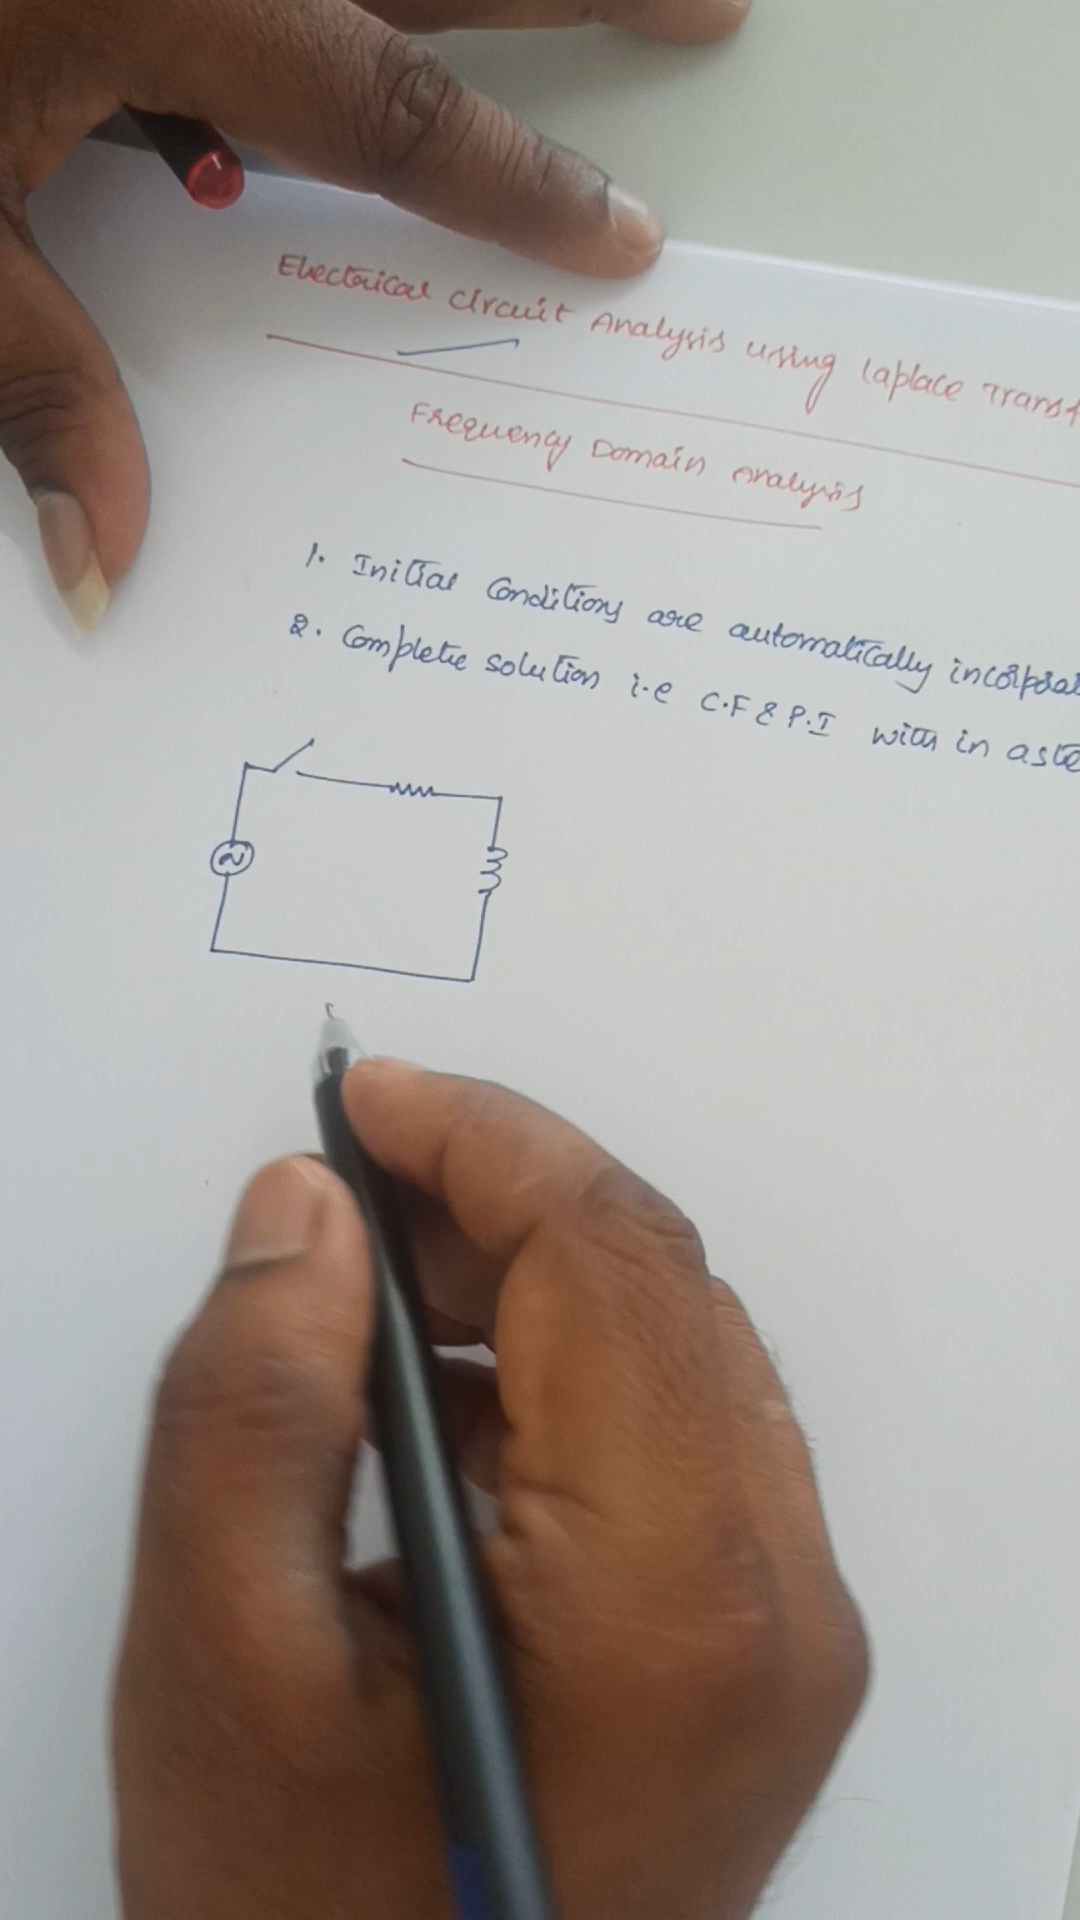 Electrical Circuit Analysis using Laplace Transf
Frequency Domain Analysis
1. Initial Conditions are automatically incorporat
2. Complete solution i.e C.F & P.I with in a ste